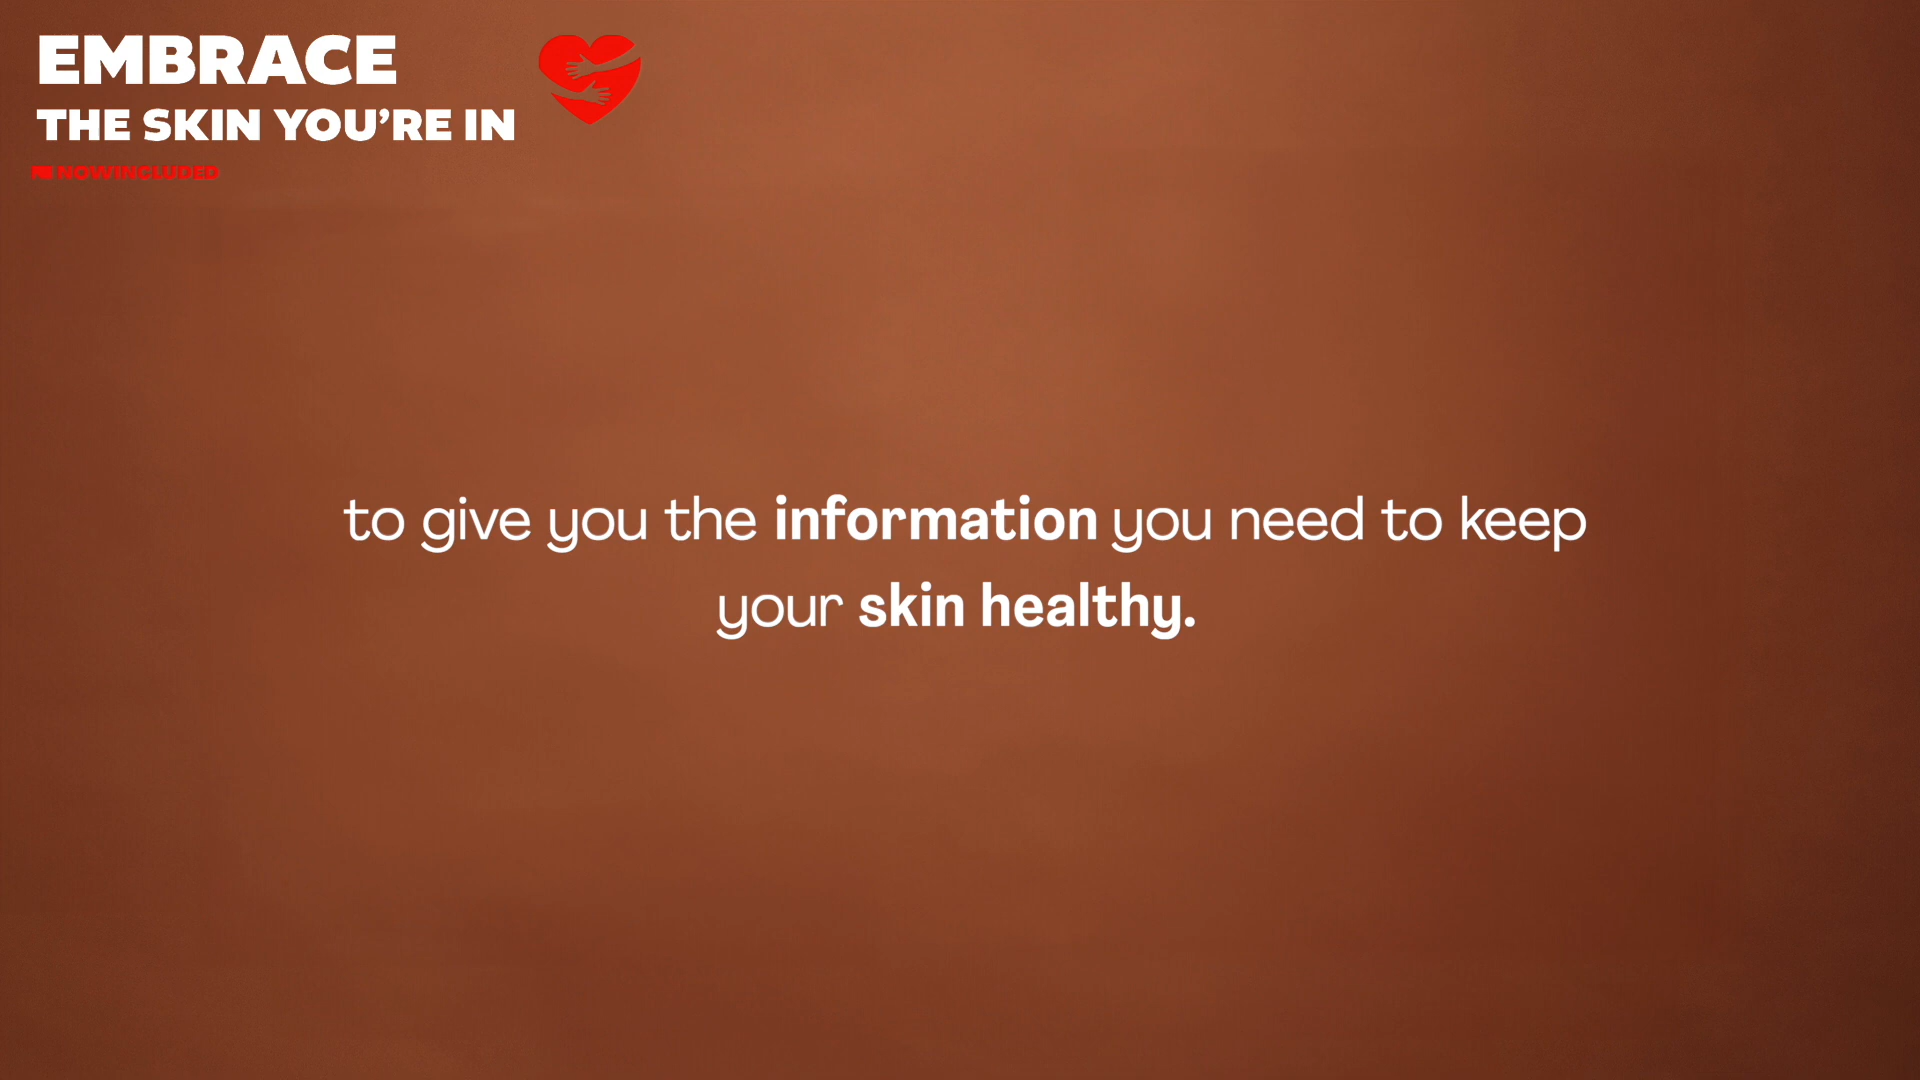 EMBRACE
THE SKIN YOU’RE IN
NOWINCLUDED
to give you the information you need to keep
your skin healthy.